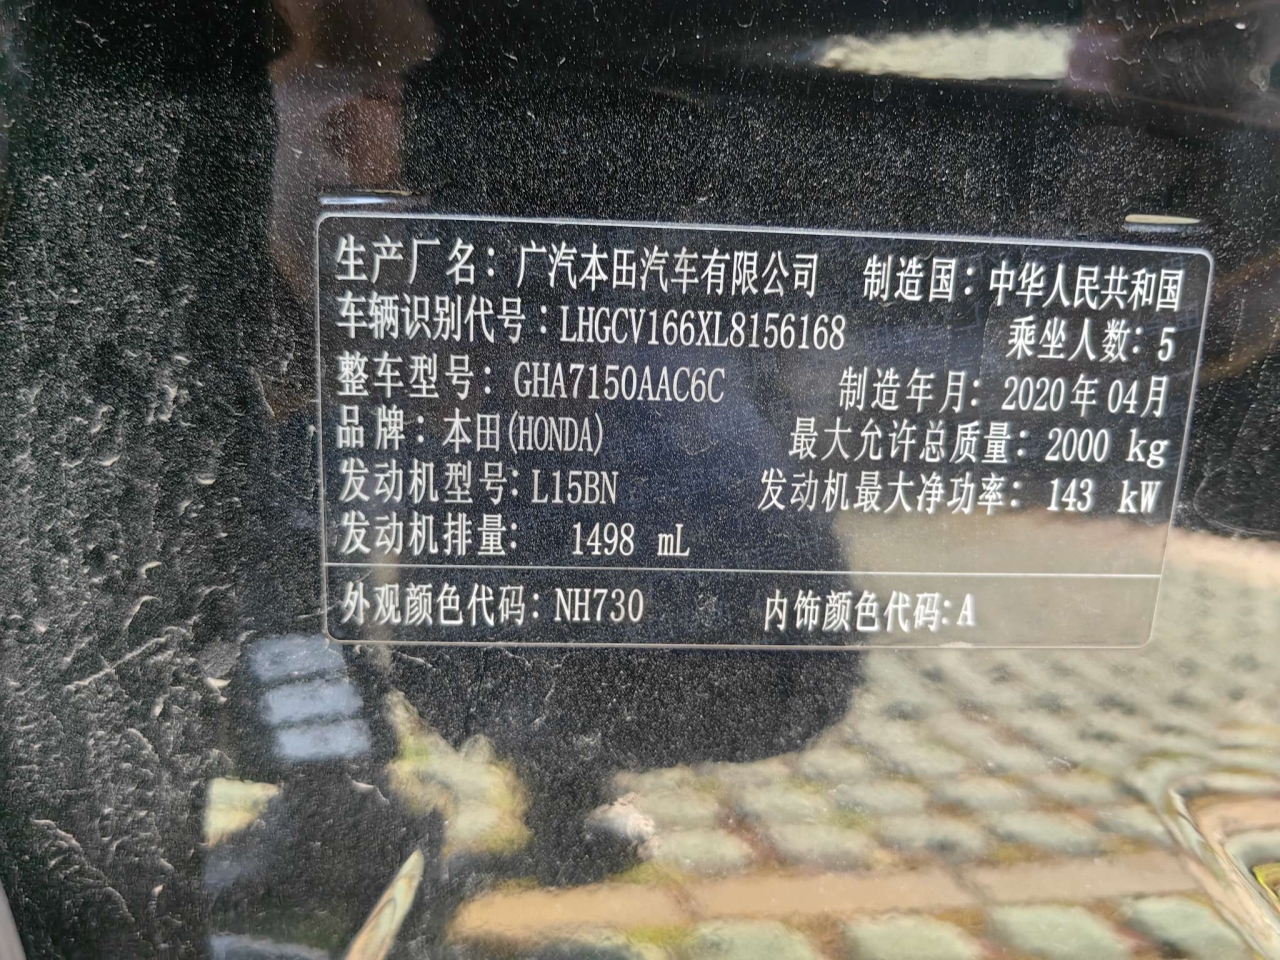 生产厂名：广汽本田汽车有限公司 制造国：中华人民共和国
车辆识别代号：LHGCV166XL8156168 乘坐人数：5
整车型号：GHA7150AAC6C 制造年月：2020年04月
品牌：本田(HONDA) 最大允许总质量：2000 kg
发动机型号：L15BN 发动机最大净功率：143 kW
发动机排量： 1498 mL
外观颜色代码：NH730 内饰颜色代码：A